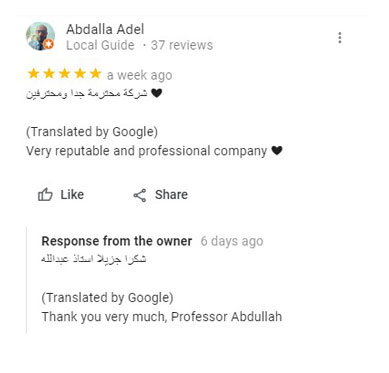 Abdalla Adel
Local Guide · 37 reviews
a week ago
شركة محترمة جدا ومحترفين 🖤
(Translated by Google)
Very reputable and professional company 🖤
Like
Share
Response from the owner 6 days ago
شكرا جزيلا استاذ عبدالله
(Translated by Google)
Thank you very much, Professor Abdullah